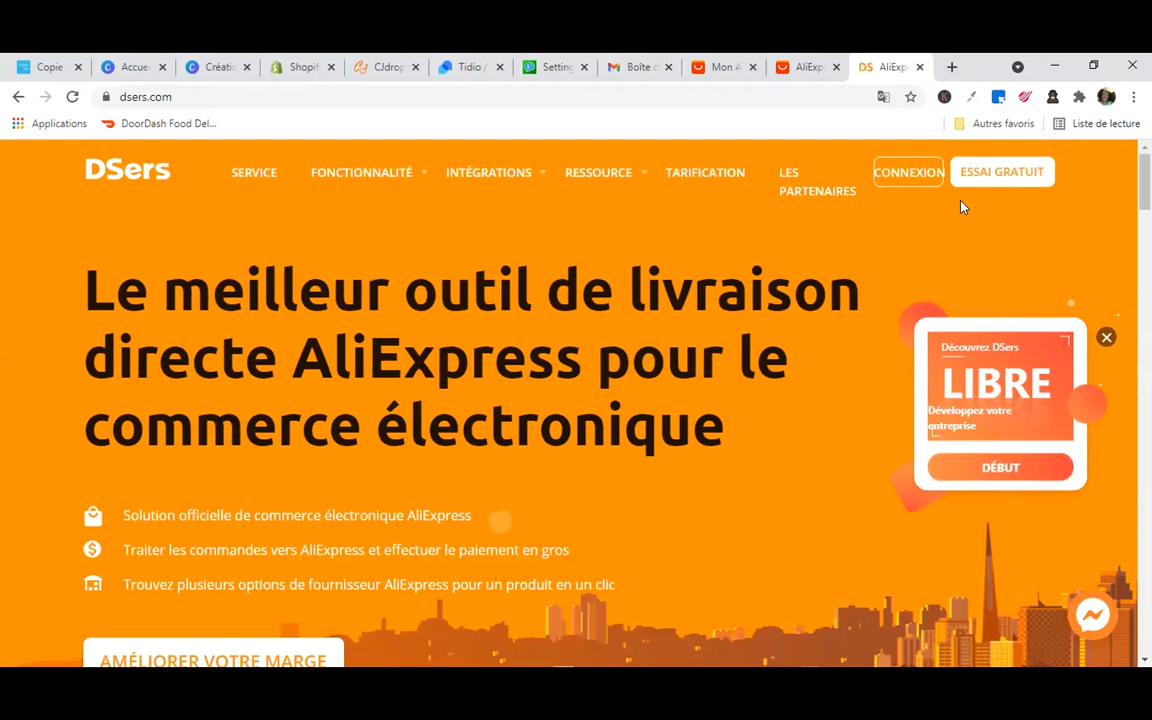 Copie
Accue
Créatic
Shopif
CJdrop
Tidio /
Setting
Boîte c
Mon A
AliExp
DS AliExp
dsers.com
Applications
DoorDash Food Del...
Autres favoris
Liste de lecture
DSers
SERVICE
FONCTIONNALITÉ
INTÉGRATIONS
RESSOURCE
TARIFICATION
LES
PARTENAIRES
CONNEXION
ESSAI GRATUIT
Le meilleur outil de livraison
directe AliExpress pour le
commerce électronique
Découvrez DSers
LIBRE
Développez votre
entreprise
DÉBUT
Solution officielle de commerce électronique AliExpress
Traiter les commandes vers AliExpress et effectuer le paiement en gros
Trouvez plusieurs options de fournisseur AliExpress pour un produit en un clic
AMÉLIORER VOTRE MARGE